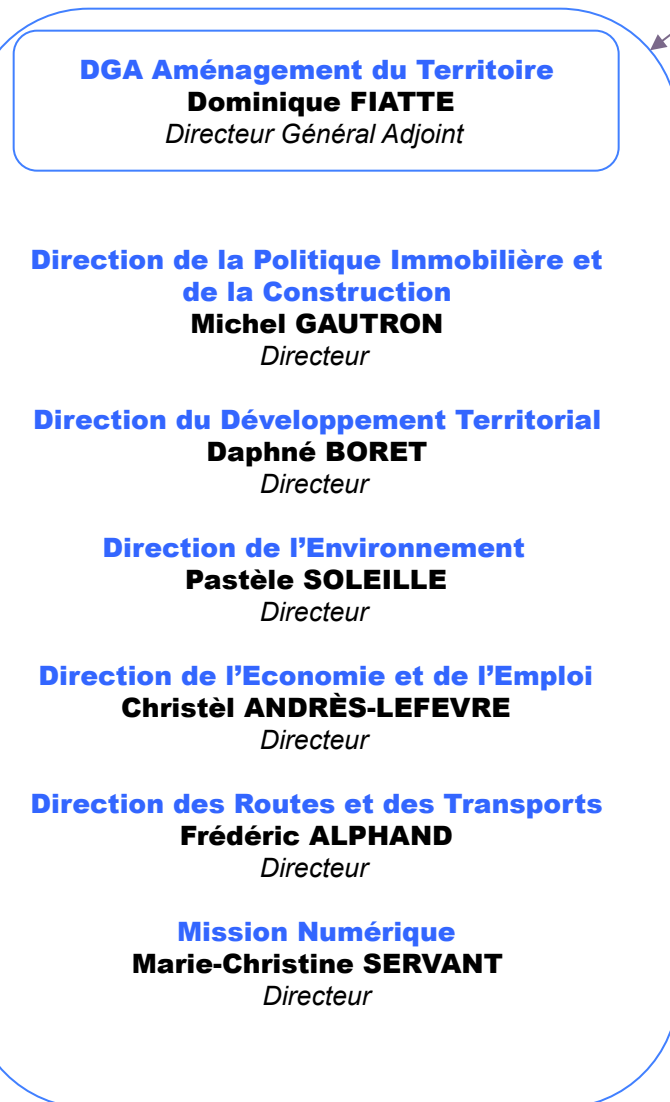 DGA Aménagement du Territoire
Dominique FIATTE
Directeur Général Adjoint
Direction de la Politique Immobilière et
de la Construction
Michel GAUTRON
Directeur
Direction du Développement Territorial
Daphné BORET
Directeur
Direction de l’Environnement
Pastèle SOLEILLE
Directeur
Direction de l’Economie et de l’Emploi
Christèl ANDRÈS-LEFEVRE
Directeur
Direction des Routes et des Transports
Frédéric ALPHAND
Directeur
Mission Numérique
Marie-Christine SERVANT
Directeur